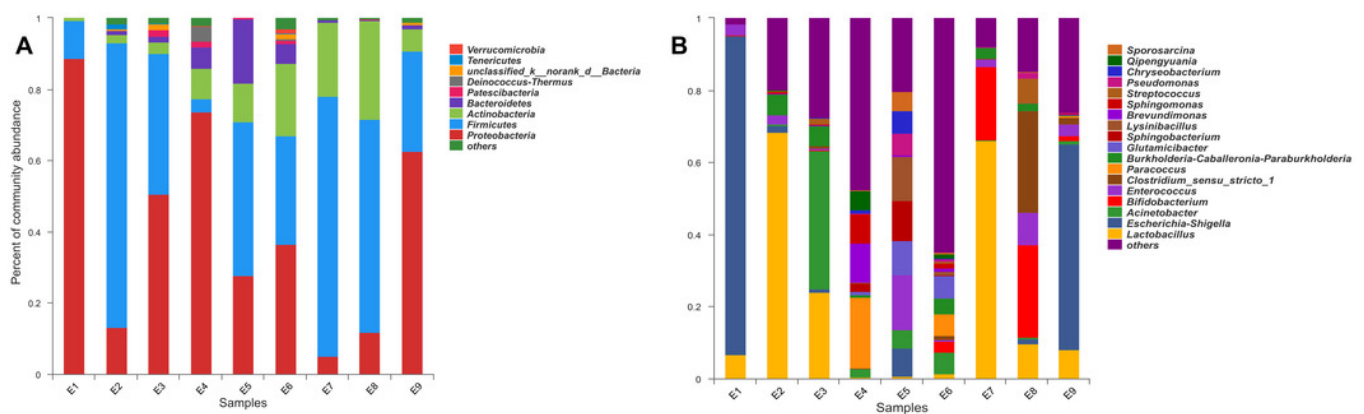 A
Percent of community abundance
1
0.8
0.6
0.4
0.2
0
E1 E2 E3 E4 E5 E6 E7 E8 E9
Samples
Verrucomicrobia
Tenericutes
unclassified_k__norank_d__Bacteria
Deinococcus-Thermus
Patescibacteria
Bacteroidetes
Actinobacteria
Firmicutes
Proteobacteria
others
B
1
0.8
0.6
0.4
0.2
0
E1 E2 E3 E4 E5 E6 E7 E8 E9
Samples
Sporosarcina
Qipengyuania
Chryseobacterium
Pseudomonas
Streptococcus
Sphingomonas
Brevundimonas
Lysinibacillus
Sphingobacterium
Glutamicibacter
Burkholderia-Caballeronia-Paraburkholderia
Paracoccus
Clostridium_sensu_stricto_1
Enterococcus
Bifidobacterium
Acinetobacter
Escherichia-Shigella
Lactobacillus
others